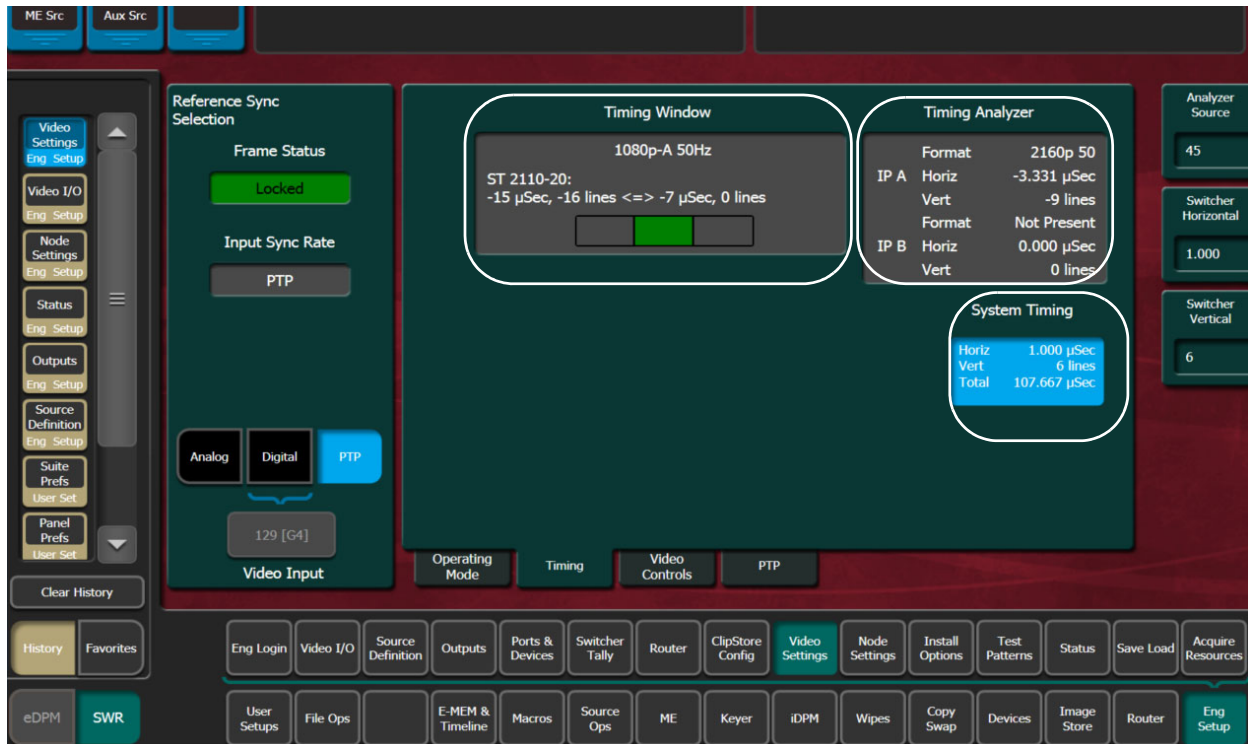 ME Src
Aux Src
Video
Settings
Eng Setup
Video I/O
Eng Setup
Node
Settings
Eng Setup
Status
Eng Setup
Outputs
Eng Setup
Source
Definition
Eng Setup
Suite
Prefs
User Set
Panel
Prefs
User Set
Clear History
History
Favorites
eDPM
SWR
Reference Sync
Selection
Frame Status
Locked
Input Sync Rate
PTP
Analog
Digital
PTP
129 [G4]
Video Input
Timing Window
1080p-A 50Hz
ST 2110-20:
-15 µSec, -16 lines <=> -7 µSec, 0 lines
Timing Analyzer
Format 2160p 50
IP A Horiz -3.331 µSec
Vert -9 lines
Format Not Present
IP B Horiz 0.000 µSec
Vert 0 lines
System Timing
Horiz 1.000 µSec
Vert 6 lines
Total 107.667 µSec
Operating
Mode
Timing
Video
Controls
PTP
Analyzer
Source
45
Switcher
Horizontal
1.000
Switcher
Vertical
6
Eng Login
Video I/O
Source
Definition
Outputs
Ports &
Devices
Switcher
Tally
Router
ClipStore
Config
Video
Settings
Node
Settings
Install
Options
Test
Patterns
Status
Save Load
Acquire
Resources
User
Setups
File Ops
E-MEM &
Timeline
Macros
Source
Ops
ME
Keyer
iDPM
Wipes
Copy
Swap
Devices
Image
Store
Router
Eng
Setup